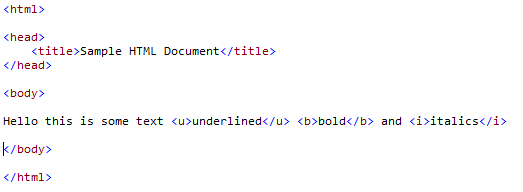 <html>
<head>
<title>Sample HTML Document</title>
</head>
<body>
Hello this is some text <u>underlined</u> <b>bold</b> and <i>italics</i>
</body>
</html>